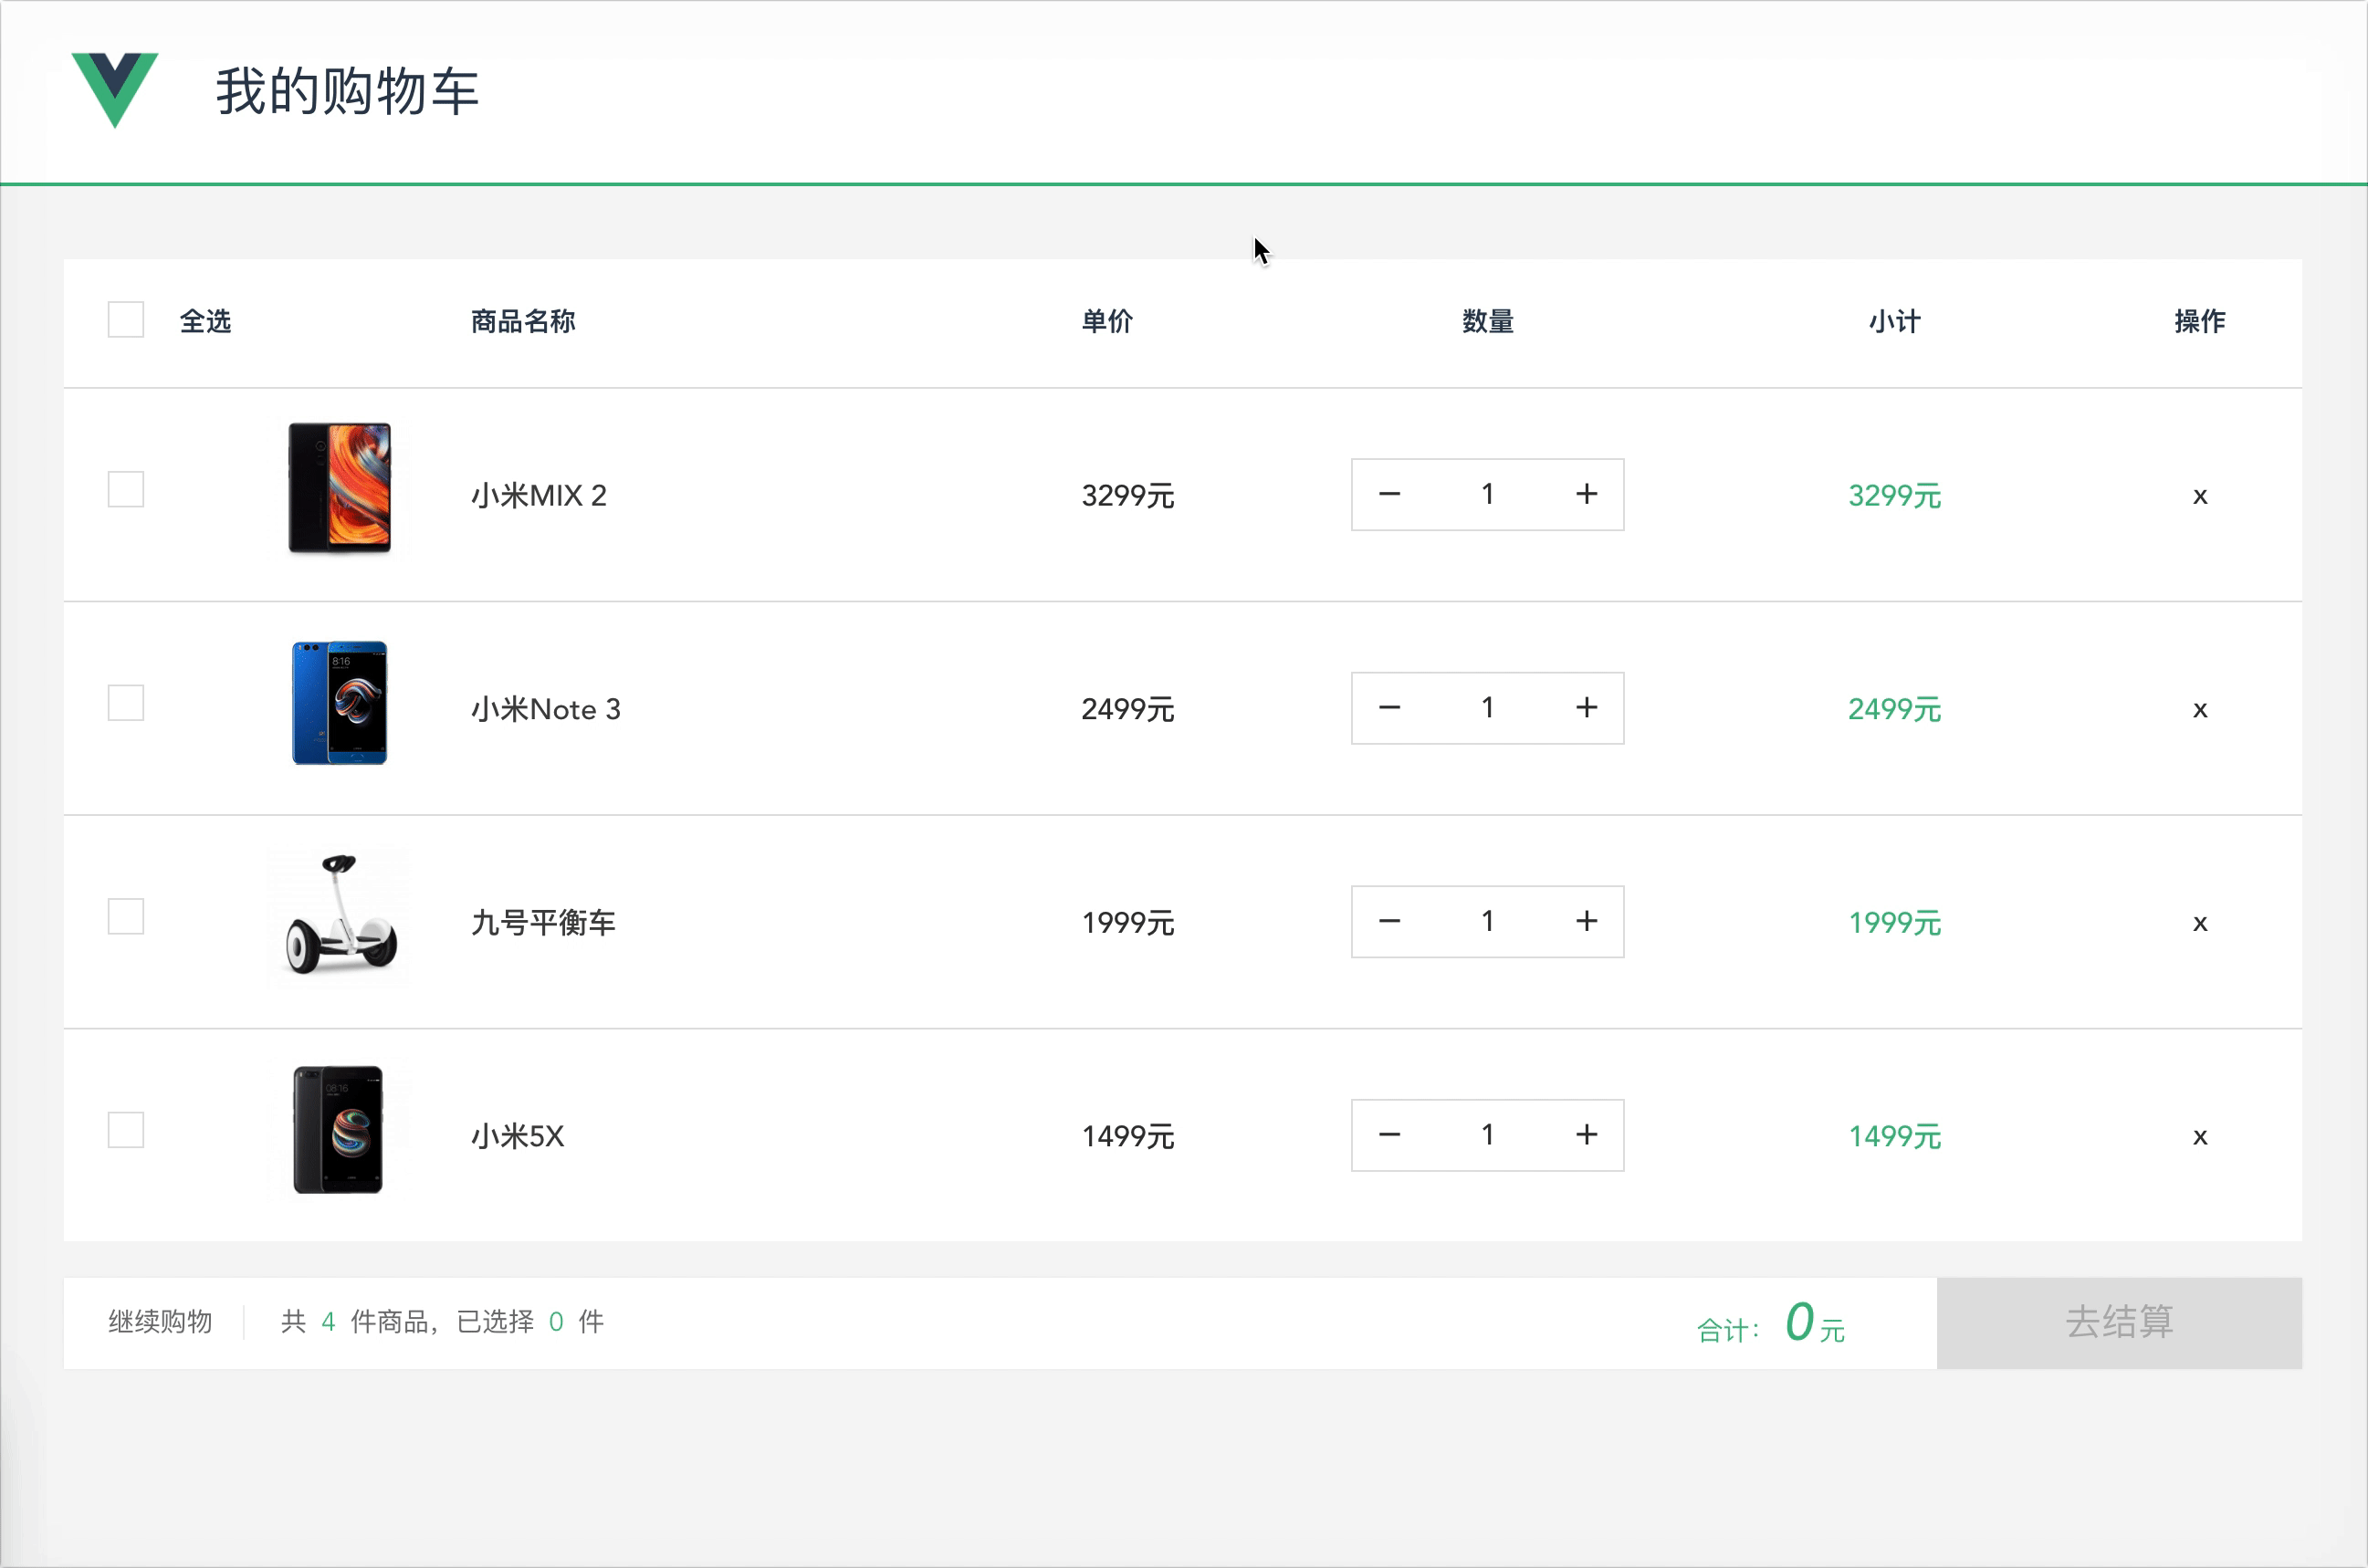 我的购物车
全选 商品名称 单价 数量 小计 操作
小米MIX 2 3299元 − 1 + 3299元 x
8:16
小米Note 3 2499元 − 1 + 2499元 x
九号平衡车 1999元 − 1 + 1999元 x
08:16
小米5X 1499元 − 1 + 1499元 x
继续购物 共 4 件商品，已选择 0 件 合计： 0元 去结算